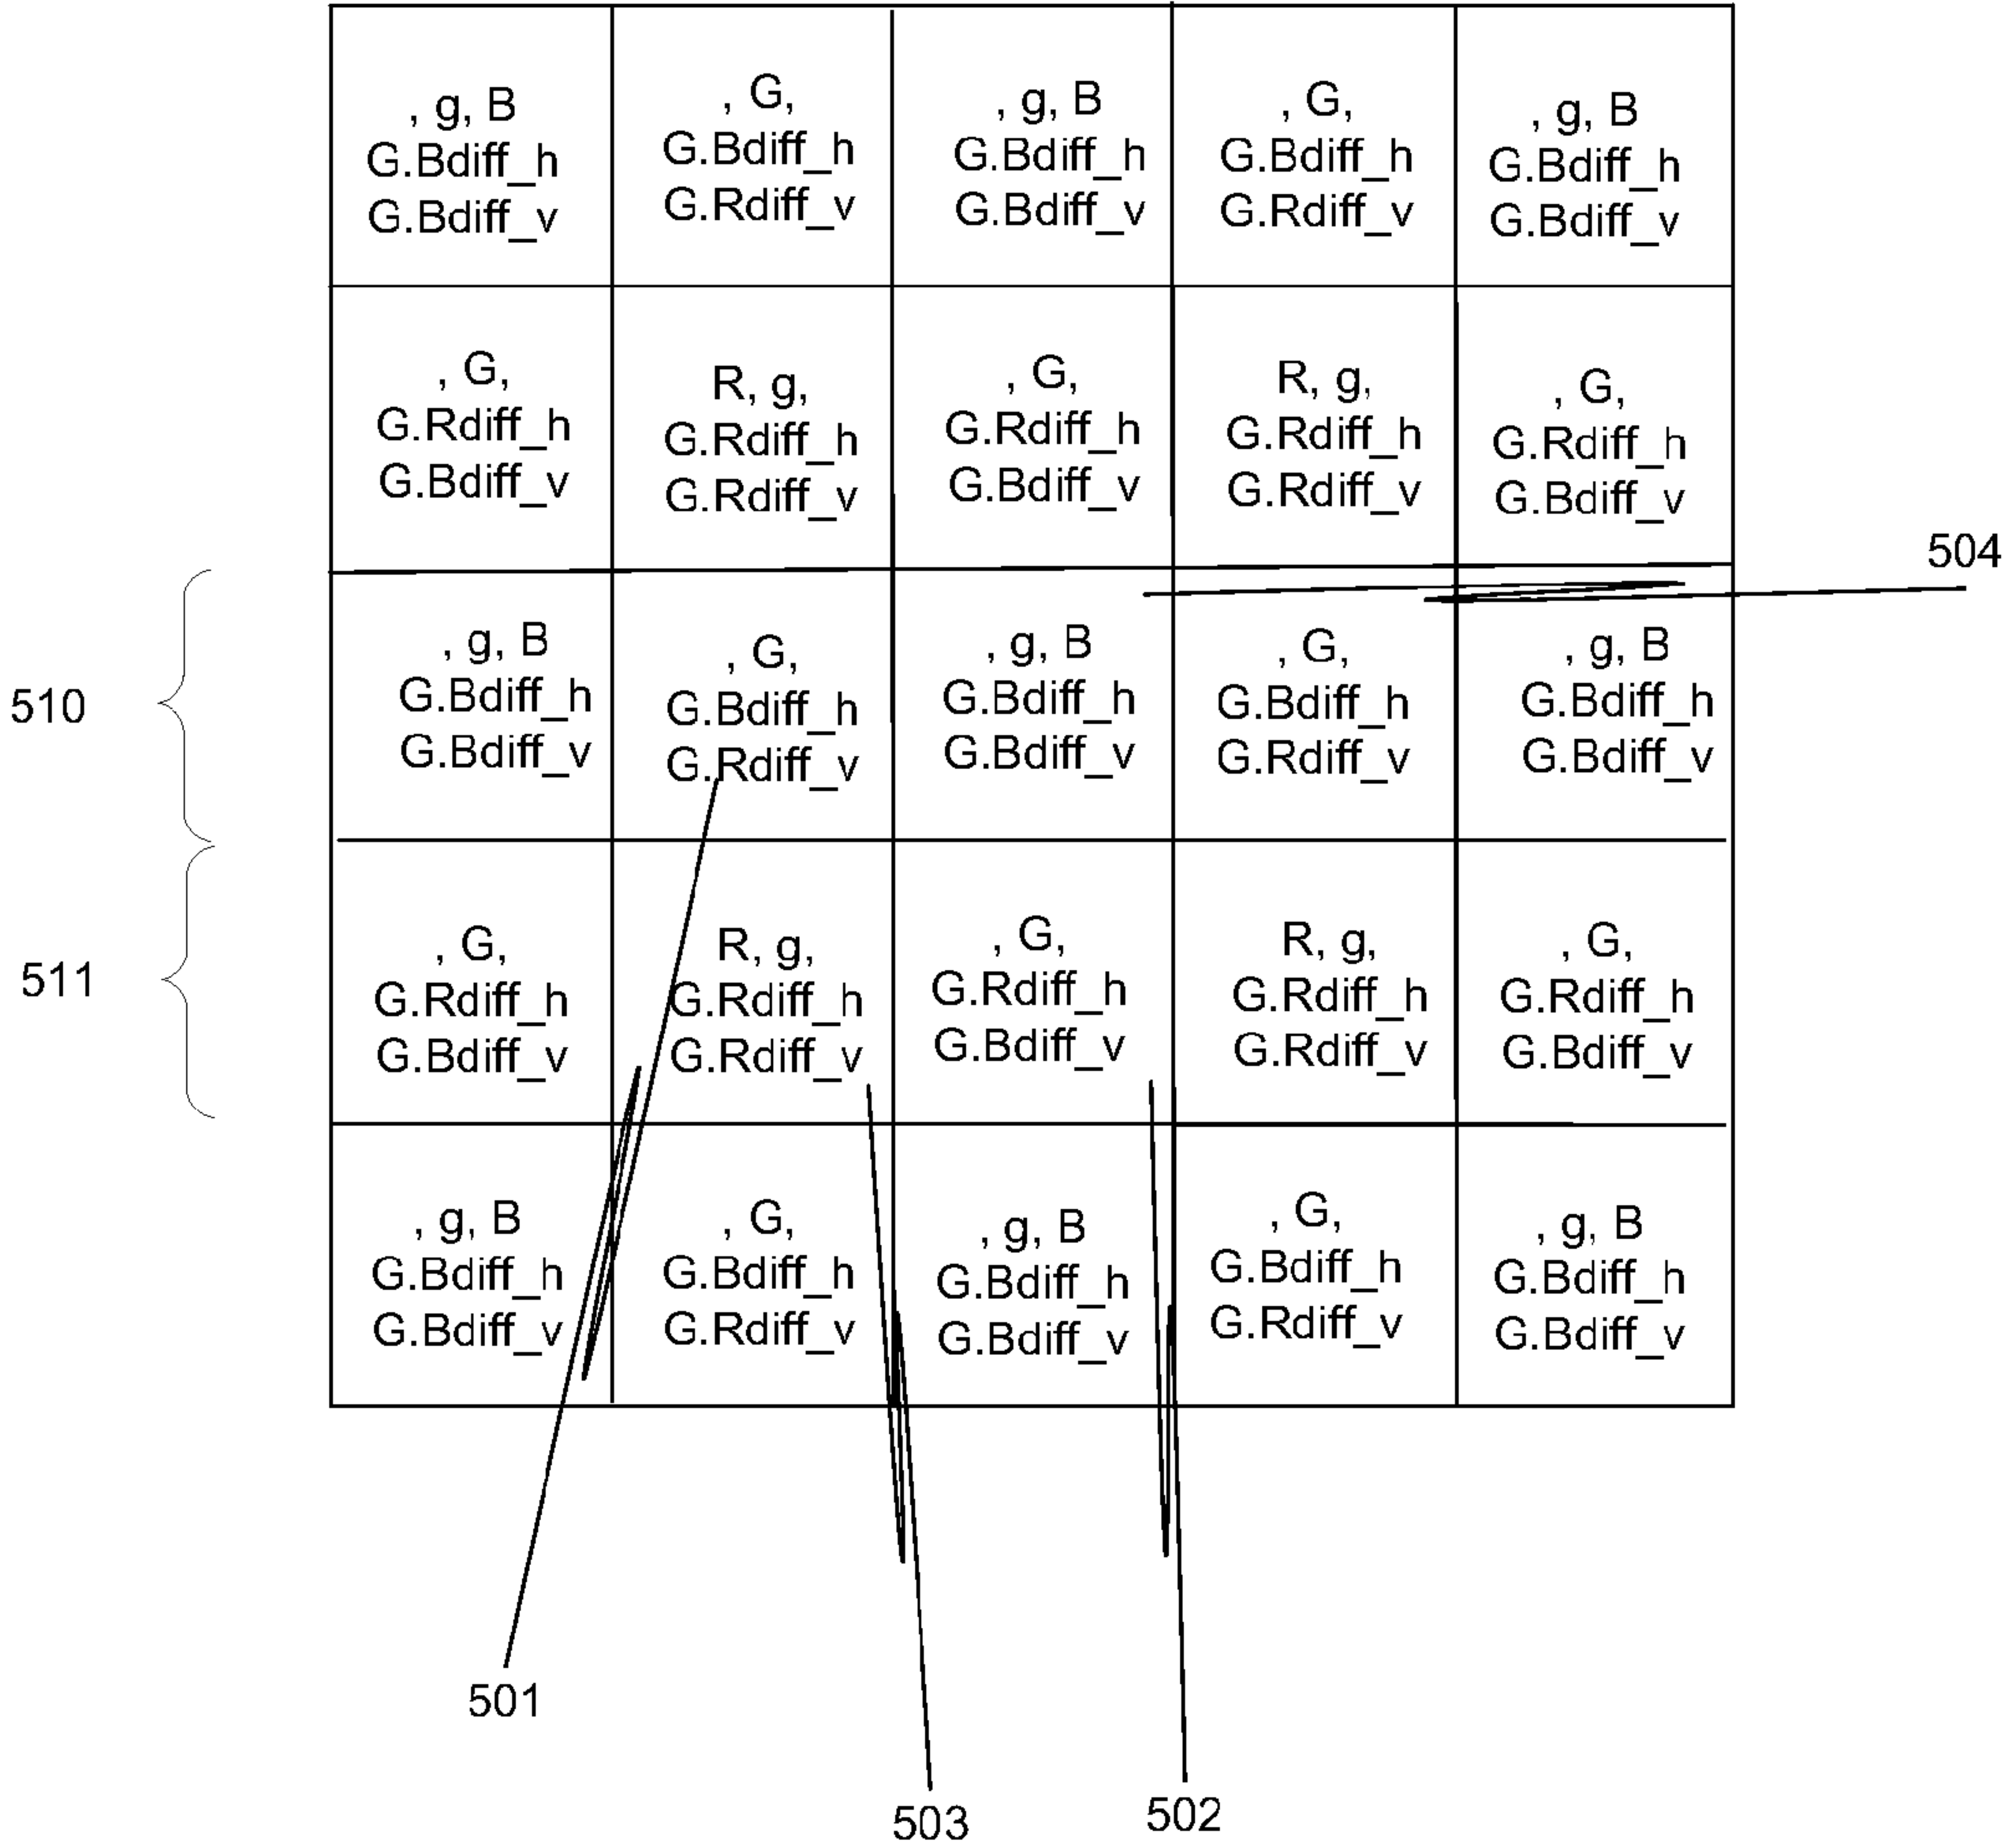 , g, B
G.Bdiff_h
G.Bdiff_v
, G,
G.Bdiff_h
G.Rdiff_v
, g, B
G.Bdiff_h
G.Bdiff_v
, G,
G.Bdiff_h
G.Rdiff_v
, g, B
G.Bdiff_h
G.Bdiff_v
, G,
G.Rdiff_h
G.Bdiff_v
R, g,
G.Rdiff_h
G.Rdiff_v
, G,
G.Rdiff_h
G.Bdiff_v
R, g,
G.Rdiff_h
G.Rdiff_v
, G,
G.Rdiff_h
G.Bdiff_v
504
510
, g, B
G.Bdiff_h
G.Bdiff_v
, G,
G.Bdiff_h
G.Rdiff_v
, g, B
G.Bdiff_h
G.Bdiff_v
, G,
G.Bdiff_h
G.Rdiff_v
, g, B
G.Bdiff_h
G.Bdiff_v
511
, G,
G.Rdiff_h
G.Bdiff_v
R, g,
G.Rdiff_h
G.Rdiff_v
, G,
G.Rdiff_h
G.Bdiff_v
R, g,
G.Rdiff_h
G.Rdiff_v
, G,
G.Rdiff_h
G.Bdiff_v
, g, B
G.Bdiff_h
G.Bdiff_v
, G,
G.Bdiff_h
G.Rdiff_v
, g, B
G.Bdiff_h
G.Bdiff_v
, G,
G.Bdiff_h
G.Rdiff_v
, g, B
G.Bdiff_h
G.Bdiff_v
501
503
502